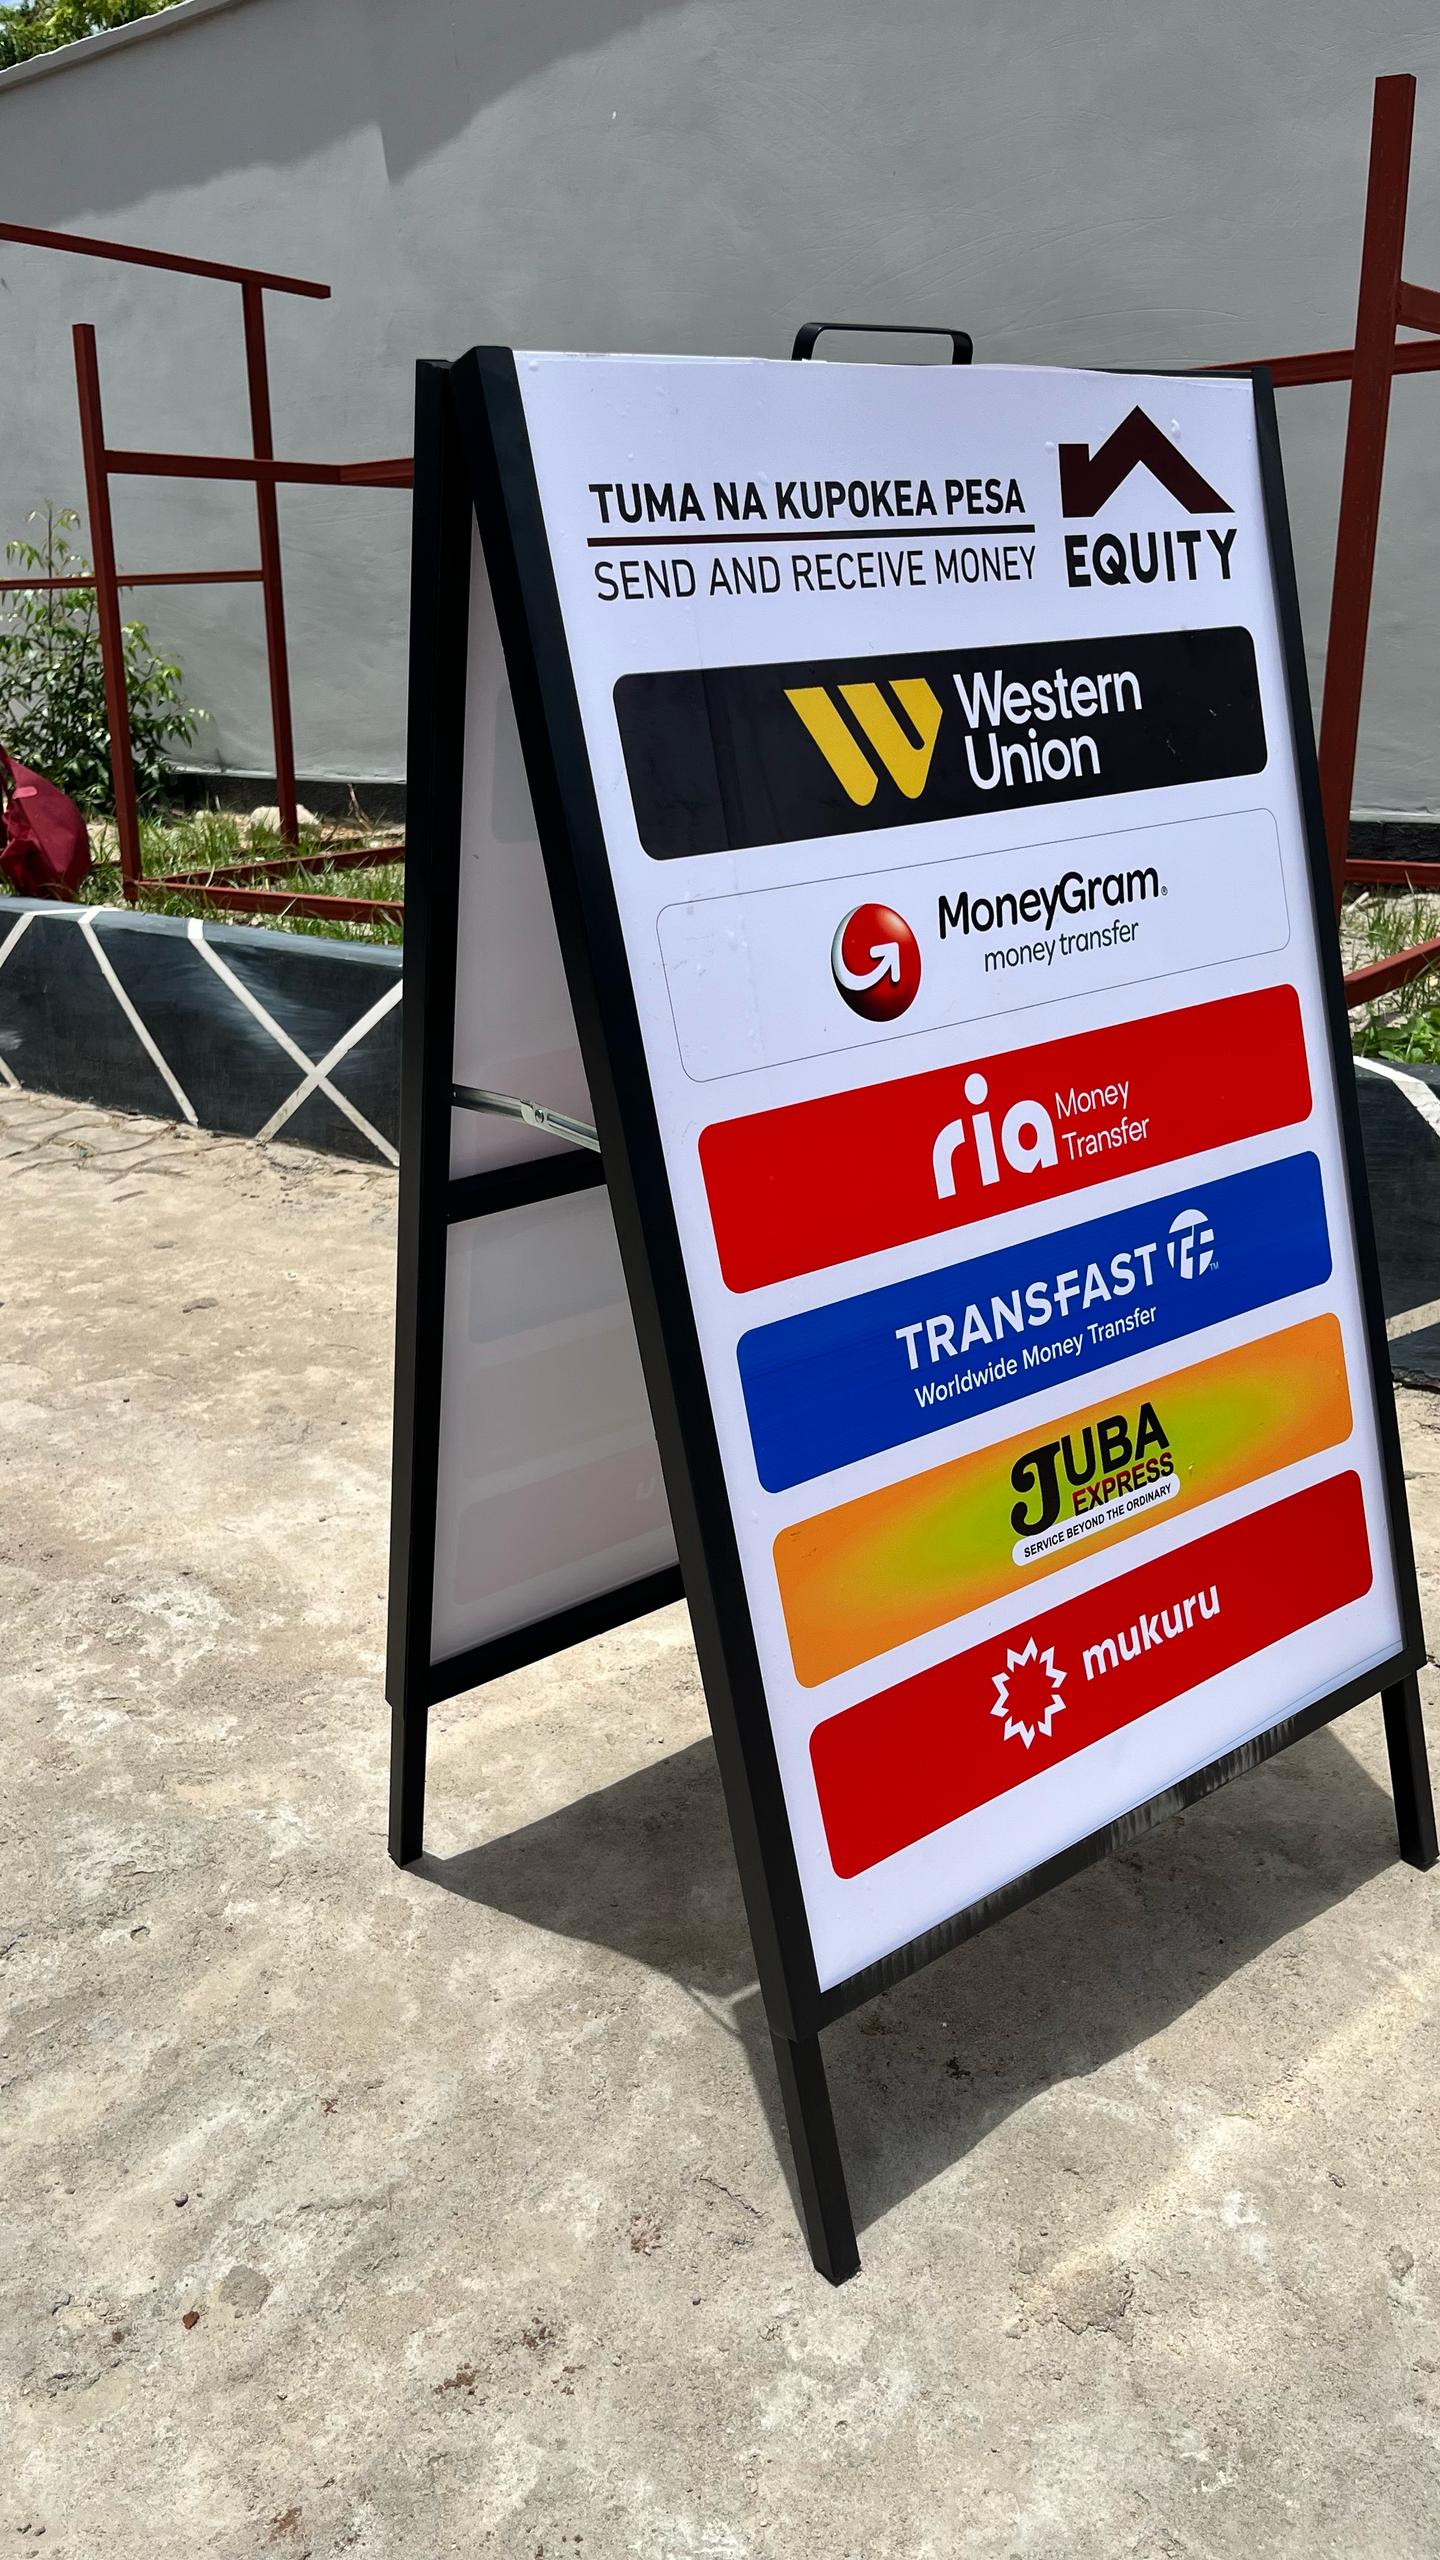 TUMA NA KUPOKEA PESA
SEND AND RECEIVE MONEY
EQUITY
Western
Union
MoneyGram®
money transfer
ria Money
Transfer
TRANSFAST TF™
Worldwide Money Transfer
JUBA
EXPRESS
SERVICE BEYOND THE ORDINARY
mukuru